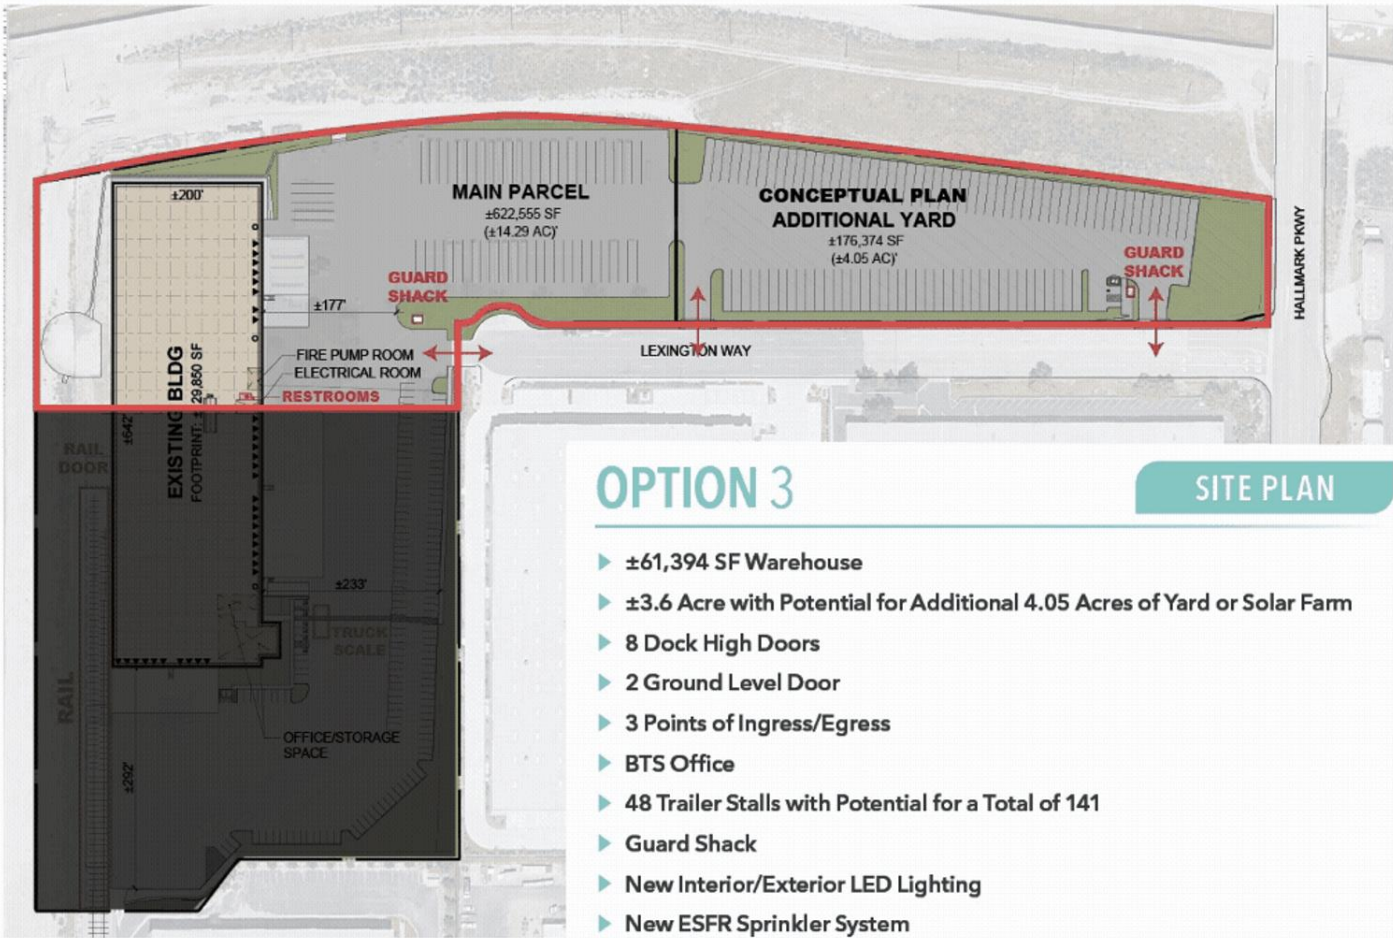 ±200'
MAIN PARCEL
±622,555 SF
(±14.29 AC)'
CONCEPTUAL PLAN
ADDITIONAL YARD
±176,374 SF
(±4.05 AC)'
GUARD
SHACK
GUARD
SHACK
HALLMARK PKWY
±177'
LEXINGTON WAY
FIRE PUMP ROOM
ELECTRICAL ROOM
RESTROOMS
EXISTING BLDG
FOOTPRINT: 29,850 SF
±642'
RAIL
DOOR
±233'
TRUCK
SCALE
RAIL
OFFICE/STORAGE
SPACE
±292'
OPTION 3
SITE PLAN
±61,394 SF Warehouse
±3.6 Acre with Potential for Additional 4.05 Acres of Yard or Solar Farm
8 Dock High Doors
2 Ground Level Door
3 Points of Ingress/Egress
BTS Office
48 Trailer Stalls with Potential for a Total of 141
Guard Shack
New Interior/Exterior LED Lighting
New ESFR Sprinkler System